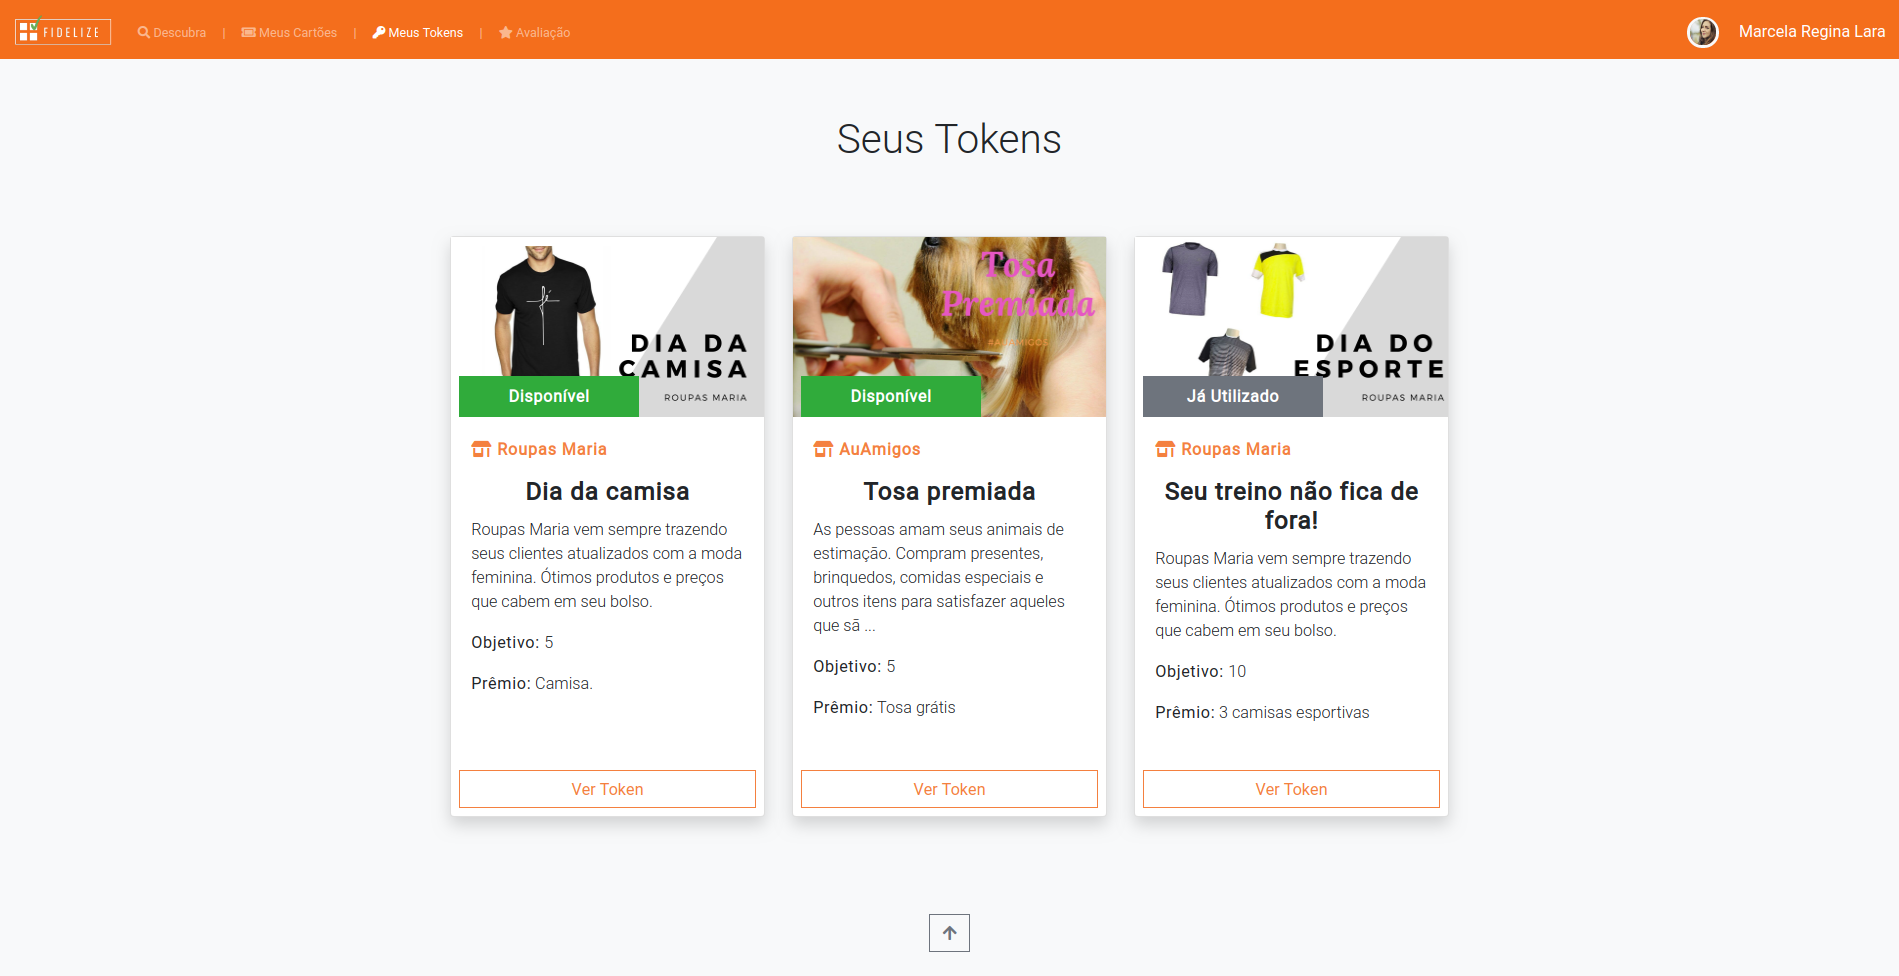 FIDELIZE
Descubra | Meus Cartões | Meus Tokens | Avaliação
Marcela Regina Lara
Seus Tokens
DIA DA
CAMISA
ROUPAS MARIA
Disponível
Roupas Maria
Dia da camisa
Roupas Maria vem sempre trazendo
seus clientes atualizados com a moda
feminina. Ótimos produtos e preços
que cabem em seu bolso.
Objetivo: 5
Prêmio: Camisa.
Ver Token
Tosa
Premiada
#AUAMIGOS
Disponível
AuAmigos
Tosa premiada
As pessoas amam seus animais de
estimação. Compram presentes,
brinquedos, comidas especiais e
outros itens para satisfazer aqueles
que sã ...
Objetivo: 5
Prêmio: Tosa grátis
Ver Token
DIA DO
ESPORTE
ROUPAS MARIA
Já Utilizado
Roupas Maria
Seu treino não fica de
fora!
Roupas Maria vem sempre trazendo
seus clientes atualizados com a moda
feminina. Ótimos produtos e preços
que cabem em seu bolso.
Objetivo: 10
Prêmio: 3 camisas esportivas
Ver Token
fé